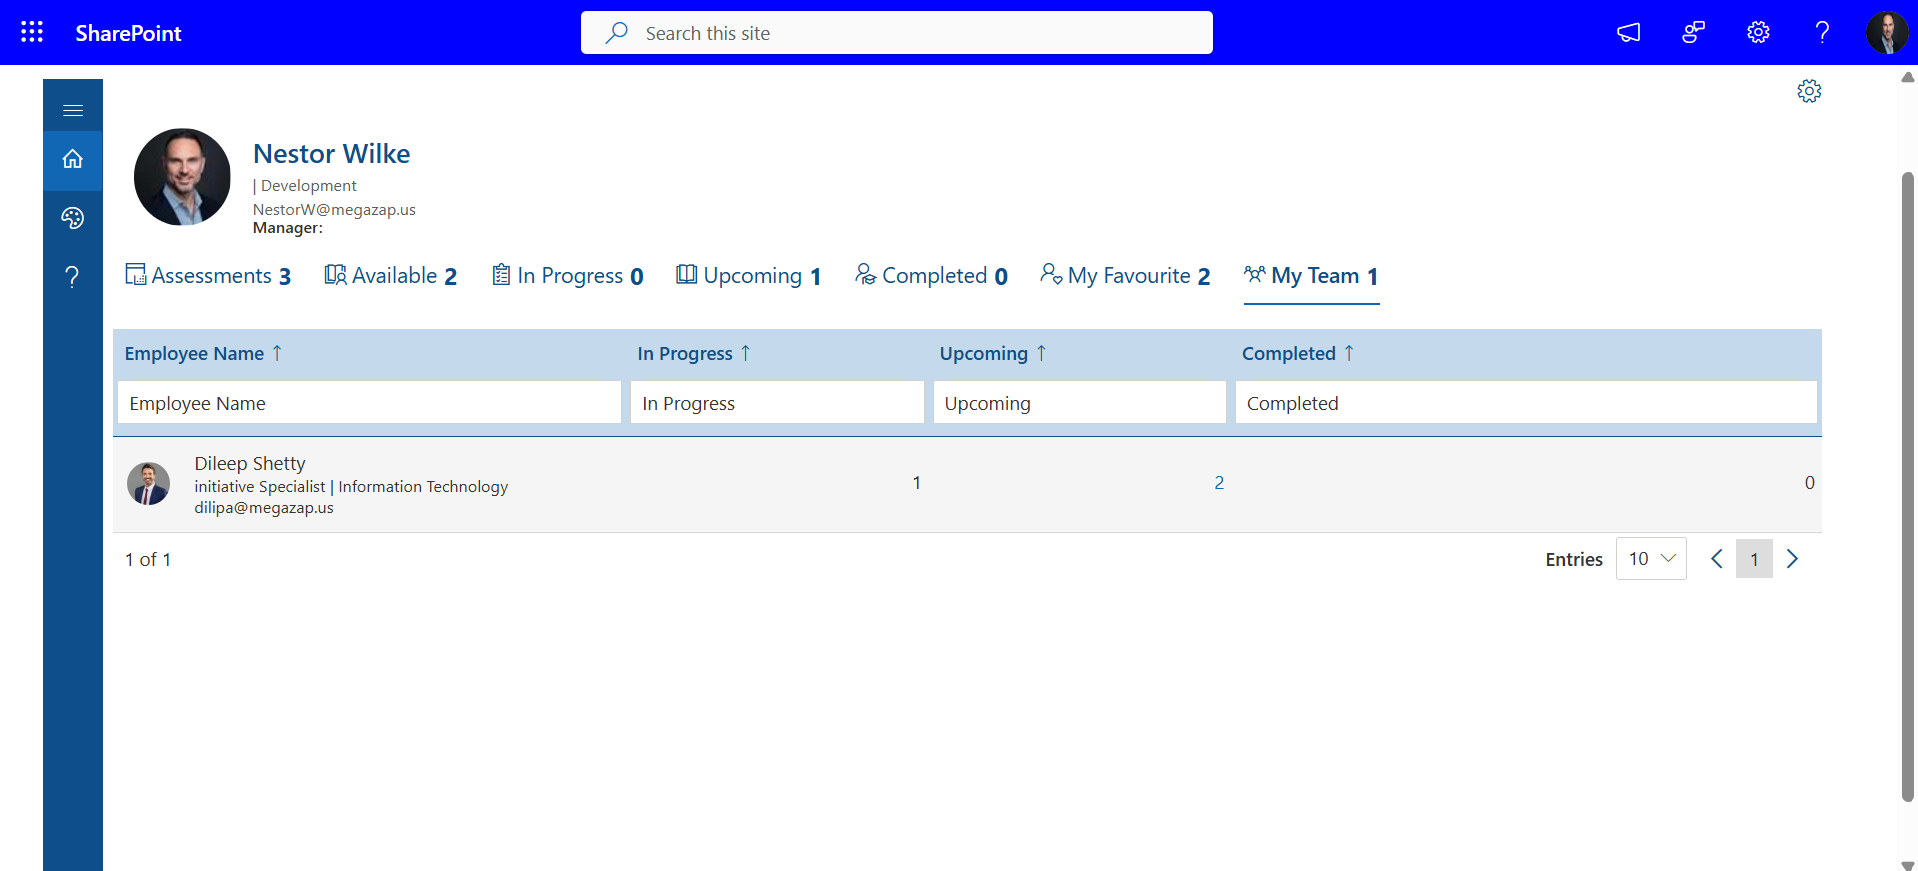 SharePoint
Search this site
Nestor Wilke
| Development
NestorW@megazap.us
Manager:
Assessments 3
Available 2
In Progress 0
Upcoming 1
Completed 0
My Favourite 2
My Team 1
Employee Name ↑
In Progress ↑
Upcoming ↑
Completed ↑
Employee Name
In Progress
Upcoming
Completed
Dileep Shetty
initiative Specialist | Information Technology
dilipa@megazap.us
1
2
0
1 of 1
Entries
10
1